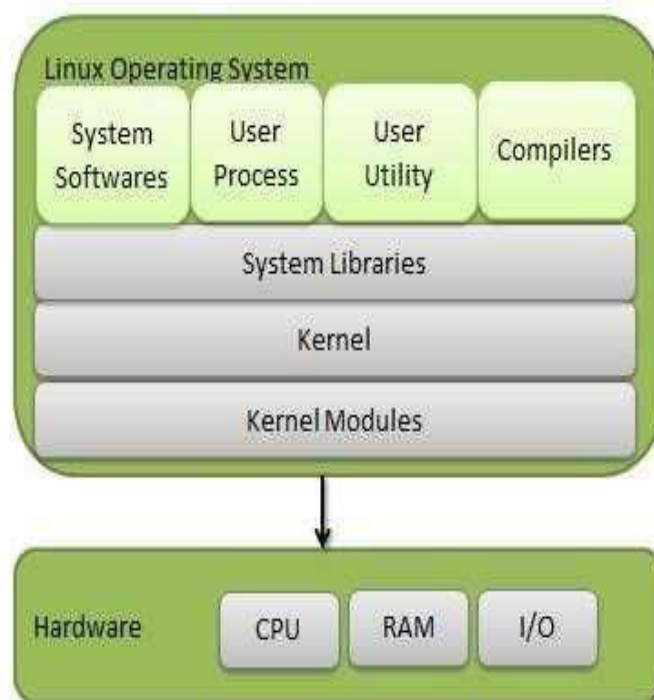 Linux Operating System
System
Softwares
User
Process
User
Utility
Compilers
System Libraries
Kernel
Kernel Modules
Hardware
CPU
RAM
I/O